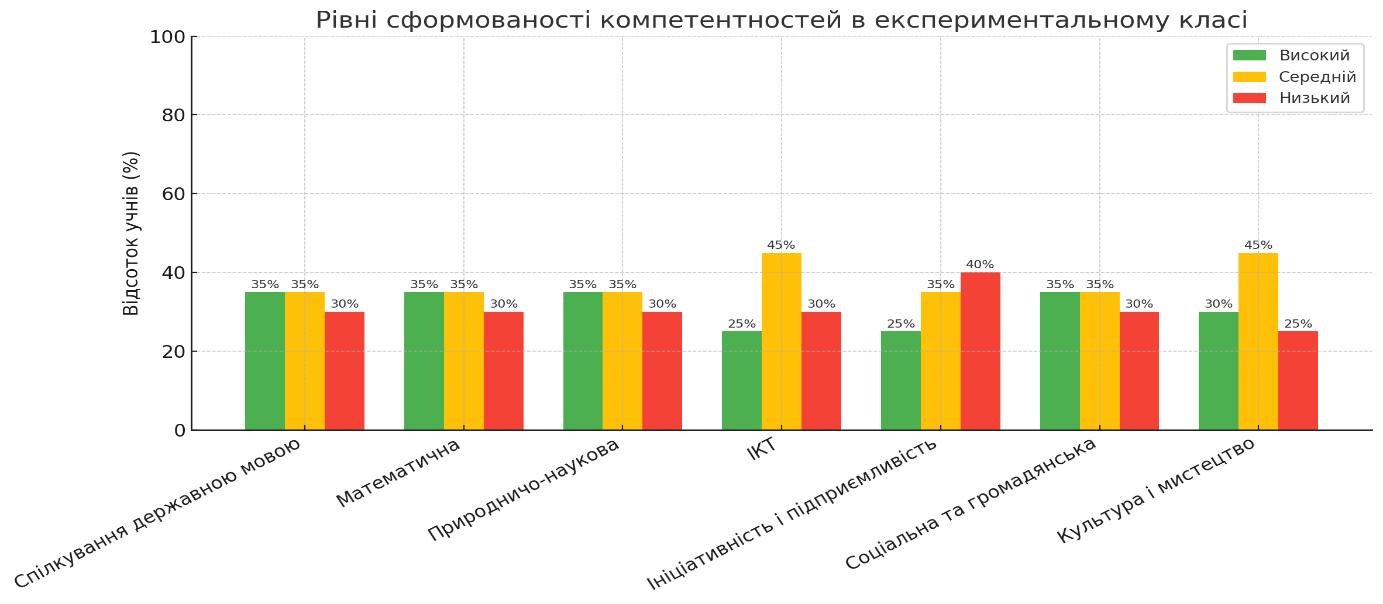 Рівні сформованості компетентностей в експериментальному класі
Відсоток учнів (%)
100
80
60
40
20
0
Високий
Середній
Низький
35% 35% 30%
35% 35% 30%
35% 35% 30%
25% 45% 30%
25% 35% 40%
35% 35% 30%
30% 45% 25%
Спілкування державною мовою
Математична
Природничо-наукова
ІКТ
Ініціативність і підприємливість
Соціальна та громадянська
Культура і мистецтво